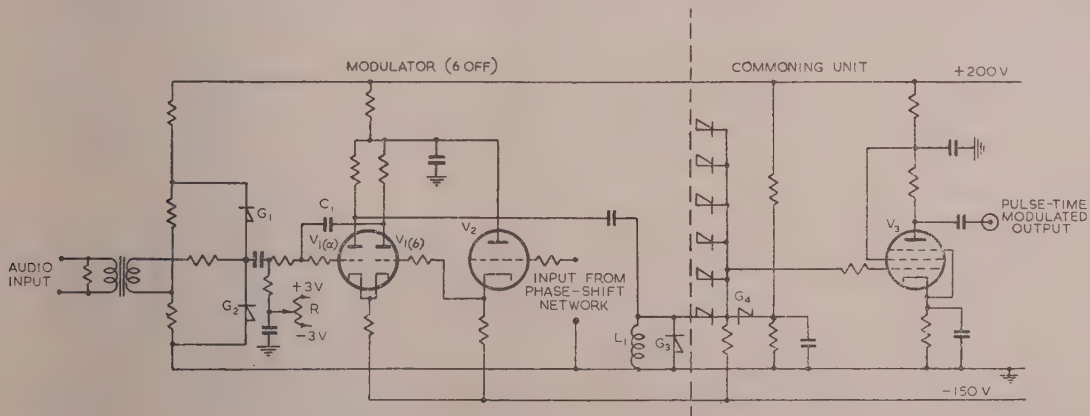 MODULATOR (6 OFF)
COMMONING UNIT
+200V
G1
C1
V1(a)
V1(b)
V2
V3
PULSE-TIME
MODULATED
OUTPUT
AUDIO
INPUT
G2
+3V
R
-3V
INPUT FROM
PHASE-SHIFT
NETWORK
L1
G3
G4
-150V